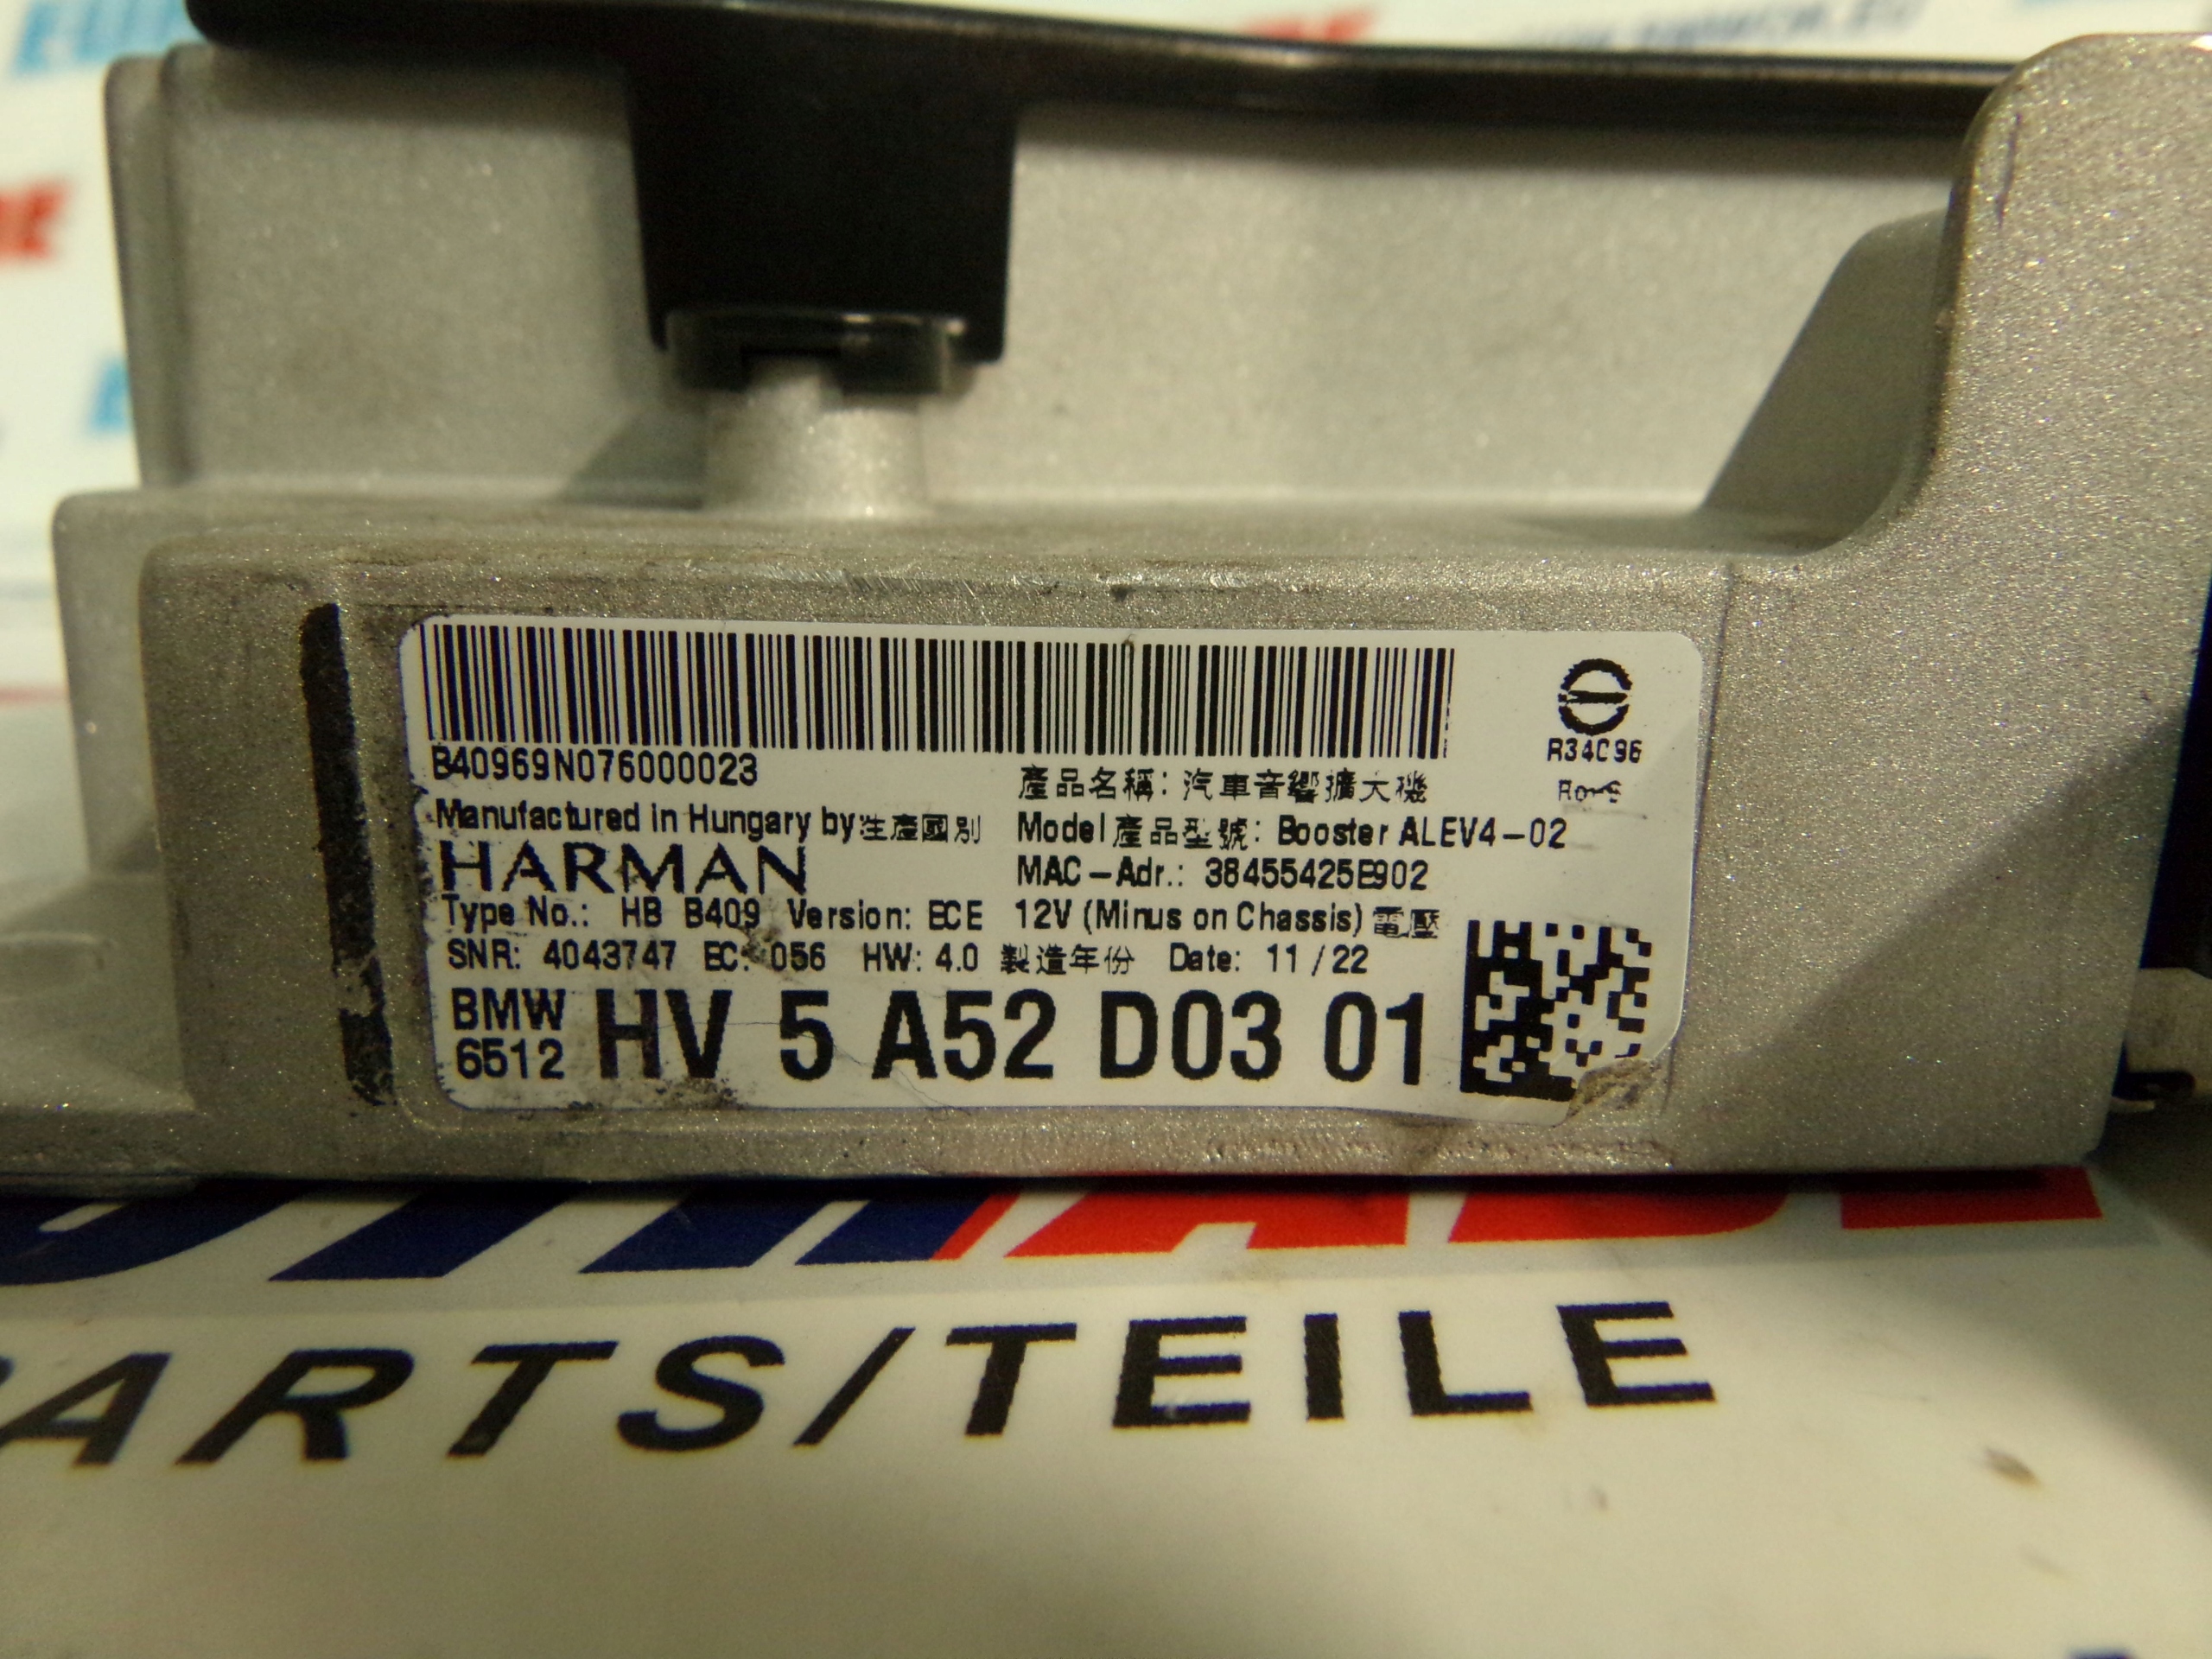 B40969N076000023
R34C96
RoHS
產品名稱: 汽車音響擴大機
Manufactured in Hungary by 生產國別
Model 產品型號: Booster ALEV4-02
HARMAN
MAC-Adr.: 38455425E902
Type No.: HB B409 Version: ECE 12V (Minus on Chassis) 電壓
SNR: 4043747 EC: 056 HW: 4.0 製造年份 Date: 11/22
BMW
6512 HV 5 A52 D03 01
PARTS/TEILE